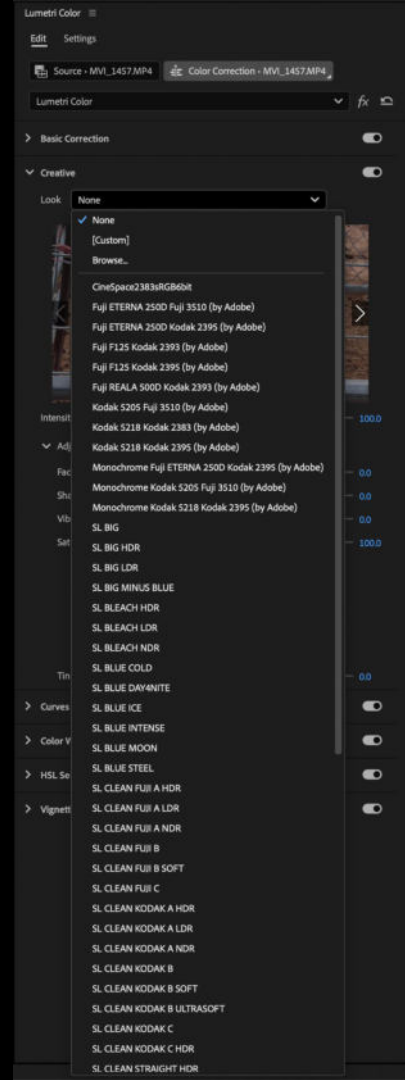 Lumetri Color
Edit Settings
Source • MVI_1457.MP4 Color Correction • MVI_1457.MP4
Lumetri Color fx
Basic Correction
Creative
Look None
None
[Custom]
Browse...
CineSpace2383sRGB6bit
Fuji ETERNA 250D Fuji 3510 (by Adobe)
Fuji ETERNA 250D Kodak 2395 (by Adobe)
Fuji F125 Kodak 2393 (by Adobe)
Fuji F125 Kodak 2395 (by Adobe)
Fuji REALA 500D Kodak 2393 (by Adobe)
Kodak 5205 Fuji 3510 (by Adobe)
Intensit 100.0
Kodak 5218 Kodak 2383 (by Adobe)
Adj Kodak 5218 Kodak 2395 (by Adobe)
Monochrome Fuji ETERNA 250D Kodak 2395 (by Adobe)
Fac 0.0
Monochrome Kodak 5205 Fuji 3510 (by Adobe)
Sha 0.0
Monochrome Kodak 5218 Kodak 2395 (by Adobe)
Vib 0.0
SL BIG
Sat SL BIG HDR 100.0
SL BIG LDR
SL BIG MINUS BLUE
SL BLEACH HDR
SL BLEACH LDR
SL BLEACH NDR
SL BLUE COLD
Tin 0.0
SL BLUE DAY4NITE
Curves SL BLUE ICE
SL BLUE INTENSE
Color W SL BLUE MOON
SL BLUE STEEL
HSL Se
SL CLEAN FUJI A HDR
Vignett SL CLEAN FUJI A LDR
SL CLEAN FUJI A NDR
SL CLEAN FUJI B
SL CLEAN FUJI B SOFT
SL CLEAN FUJI C
SL CLEAN KODAK A HDR
SL CLEAN KODAK A LDR
SL CLEAN KODAK A NDR
SL CLEAN KODAK B
SL CLEAN KODAK B SOFT
SL CLEAN KODAK B ULTRASOFT
SL CLEAN KODAK C
SL CLEAN KODAK C HDR
SL CLEAN STRAIGHT HDR